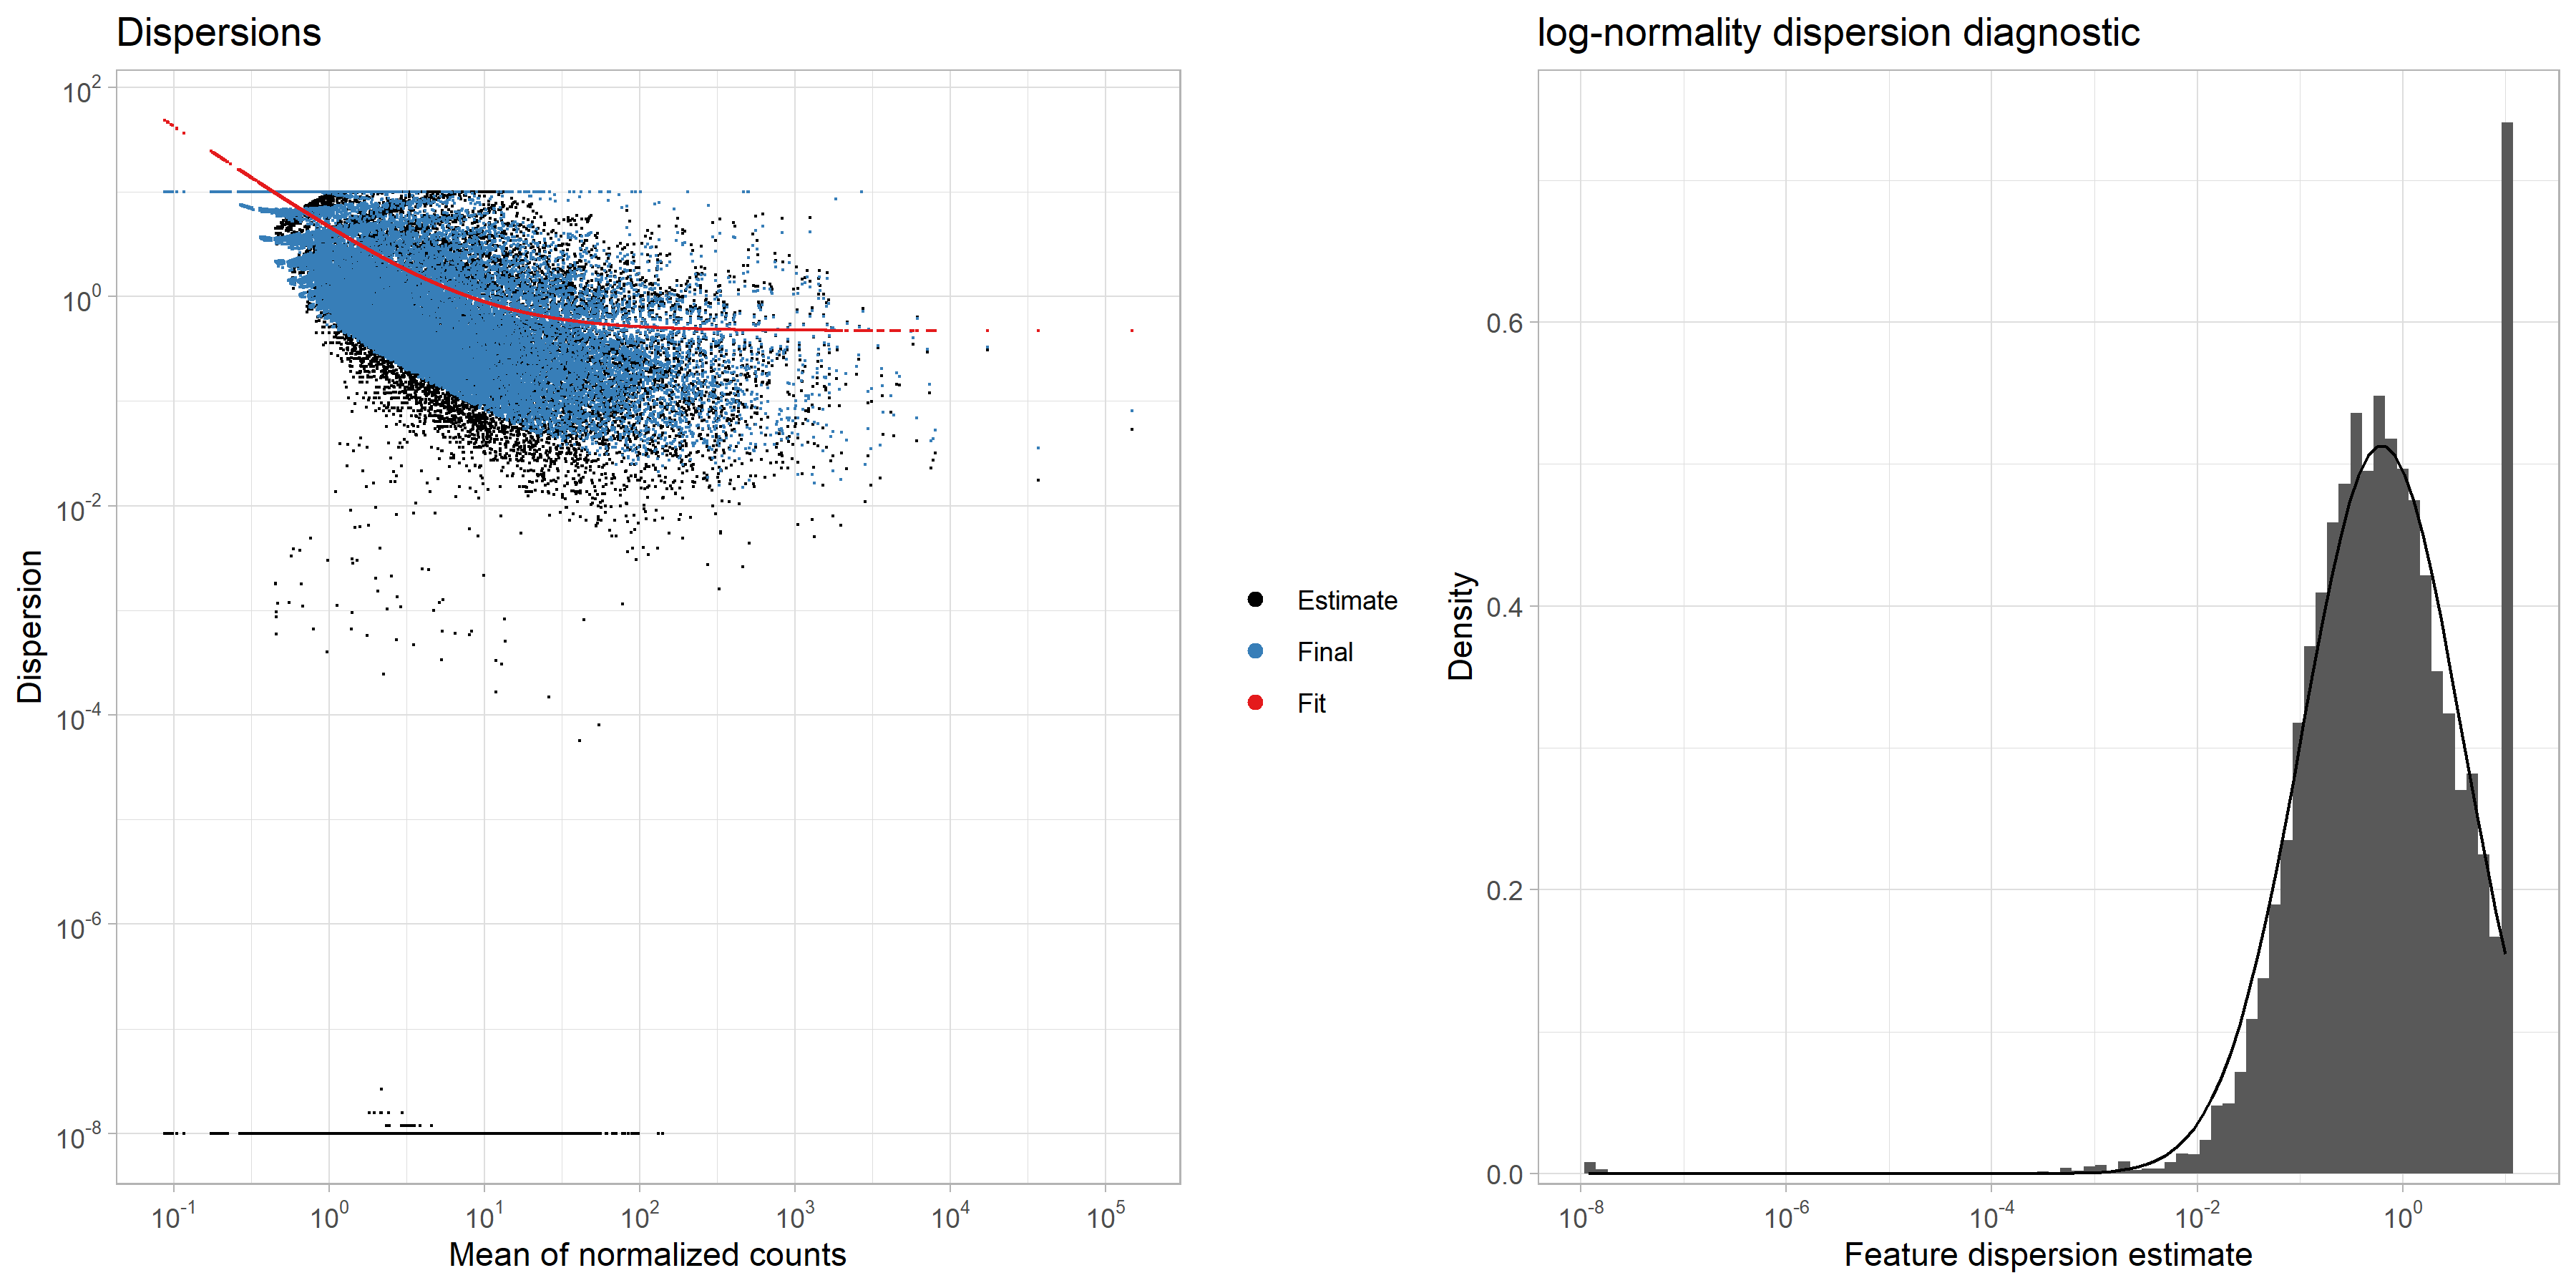 Dispersions
Dispersion
10^2
10^0
10^-2
10^-4
10^-6
10^-8
10^-1 10^0 10^1 10^2 10^3 10^4 10^5
Mean of normalized counts
Estimate
Final
Fit
log-normality dispersion diagnostic
Density
0.6
0.4
0.2
0.0
10^-8 10^-6 10^-4 10^-2 10^0
Feature dispersion estimate